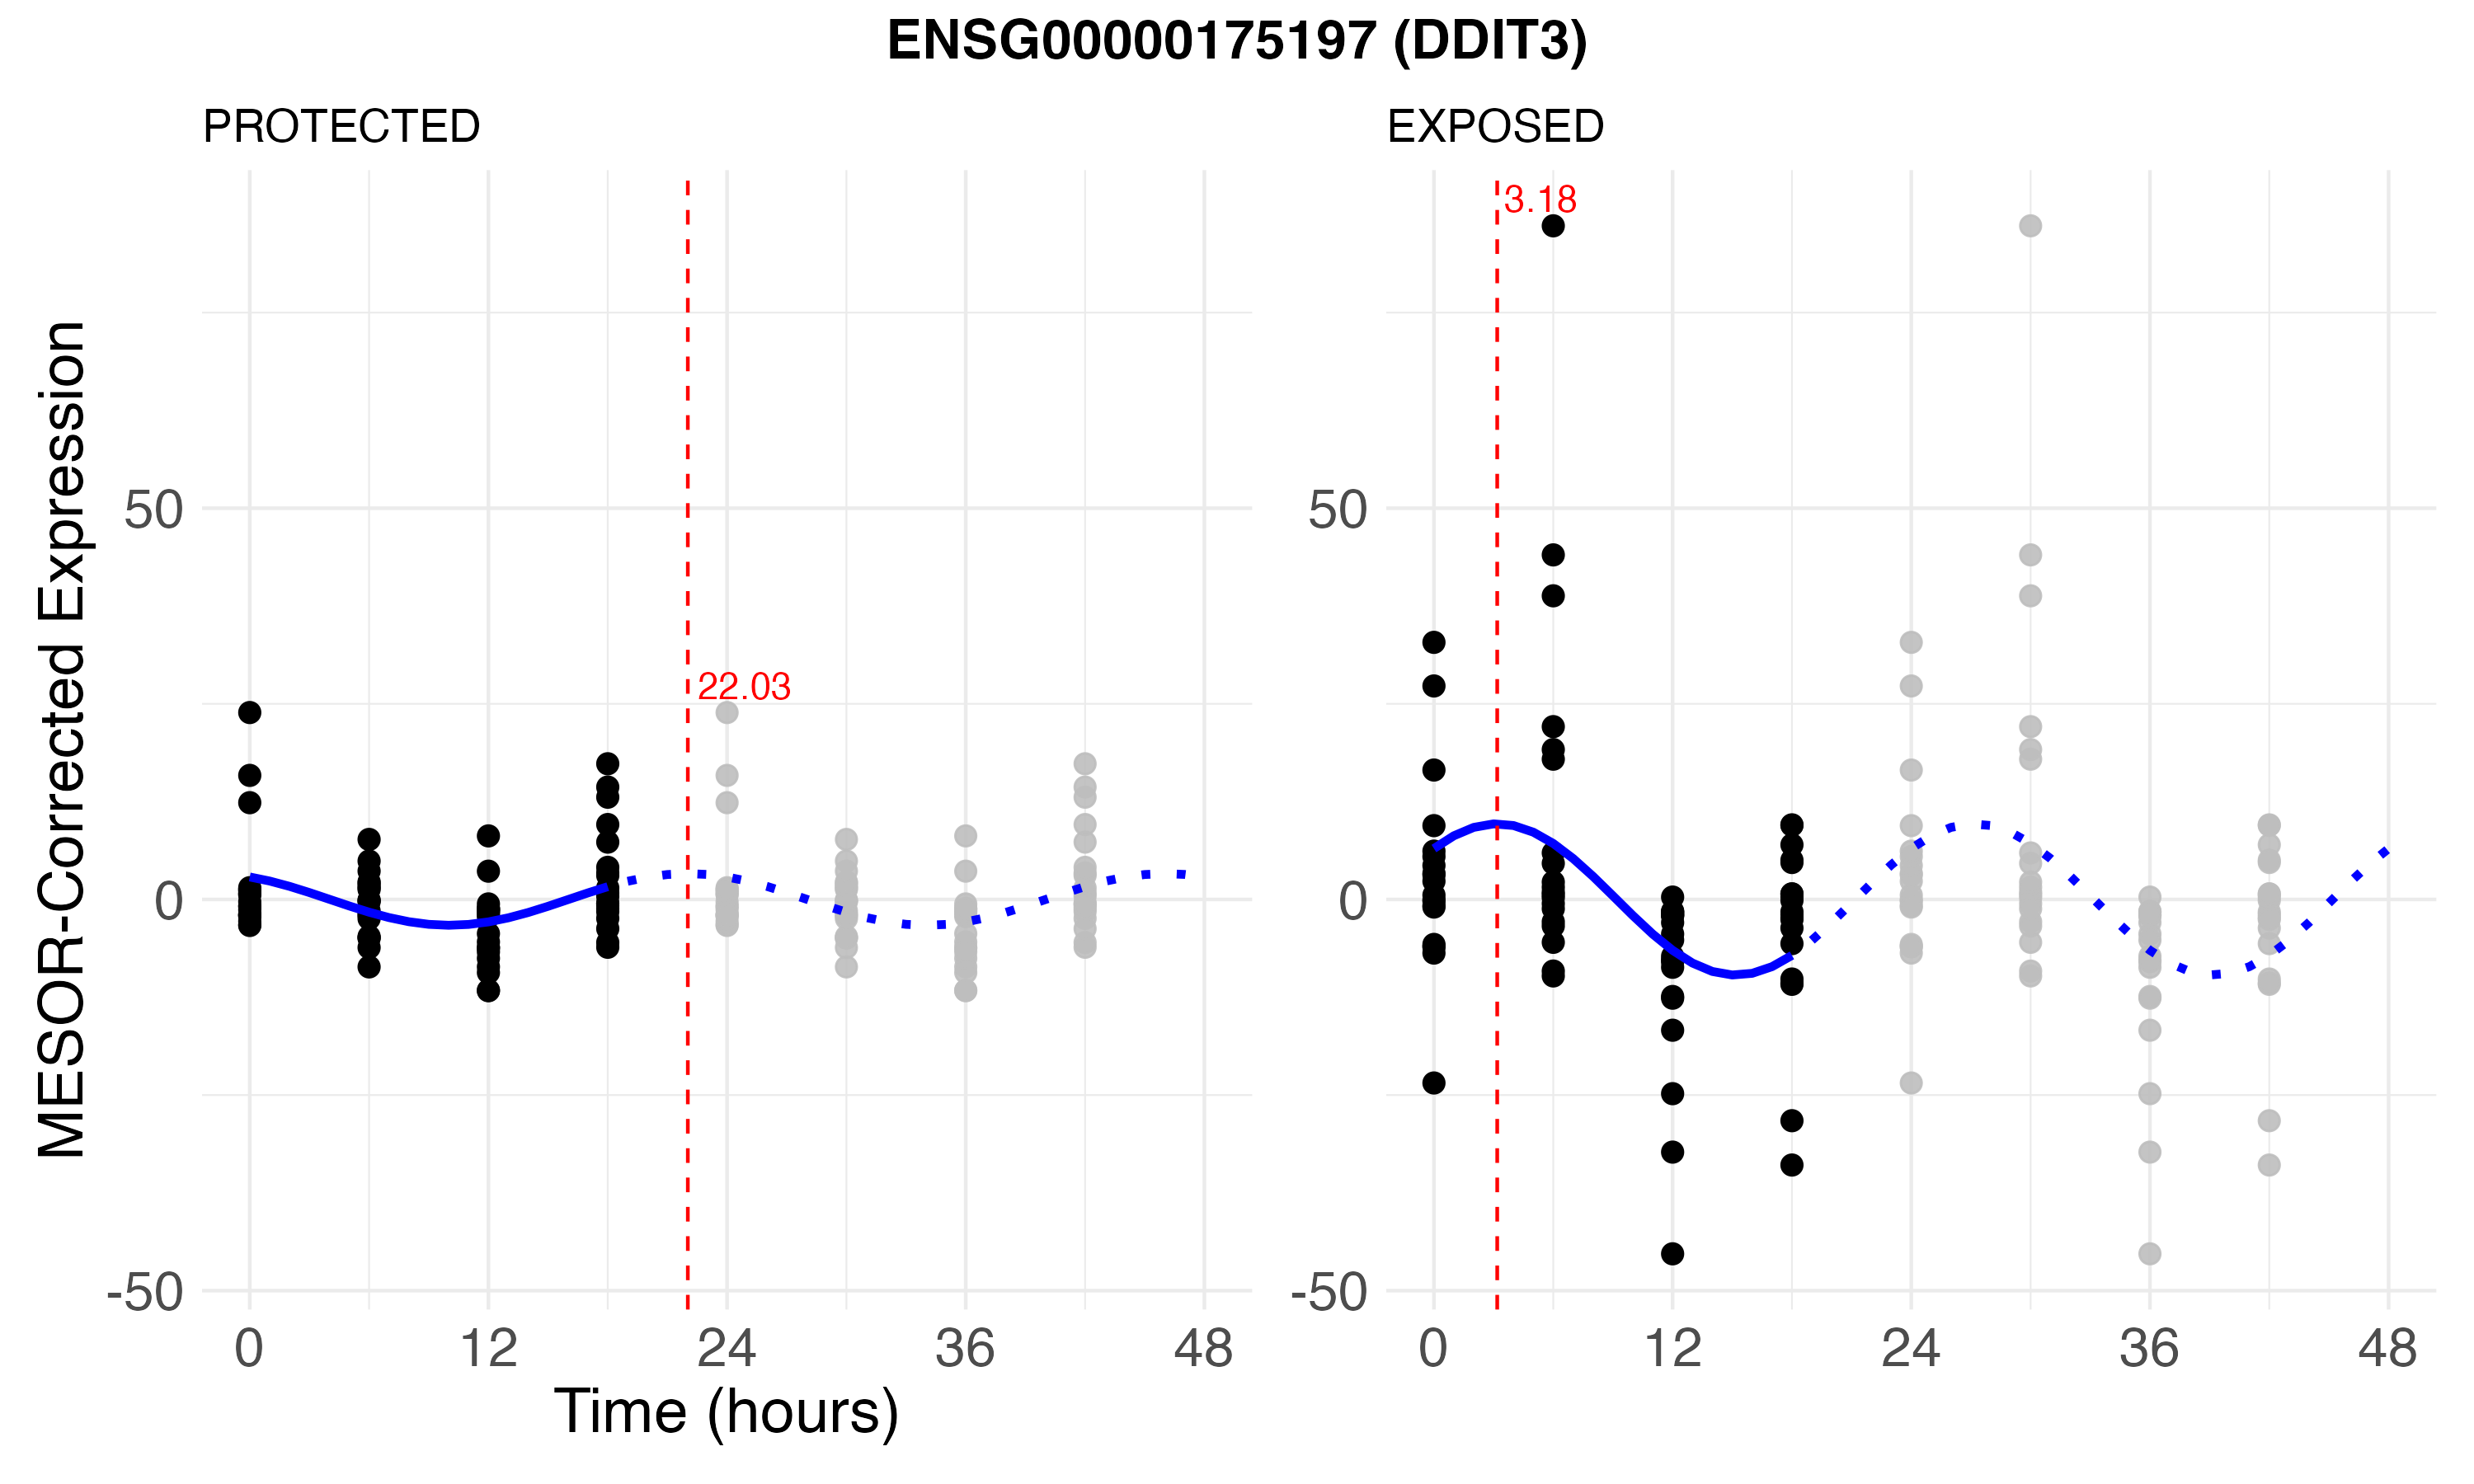 ENSG00000175197 (DDIT3)
PROTECTED
EXPOSED
MESOR-Corrected Expression
50
0
-50
22.03
0 12 24 36 48
Time (hours)
50
0
-50
3.18
0 12 24 36 48